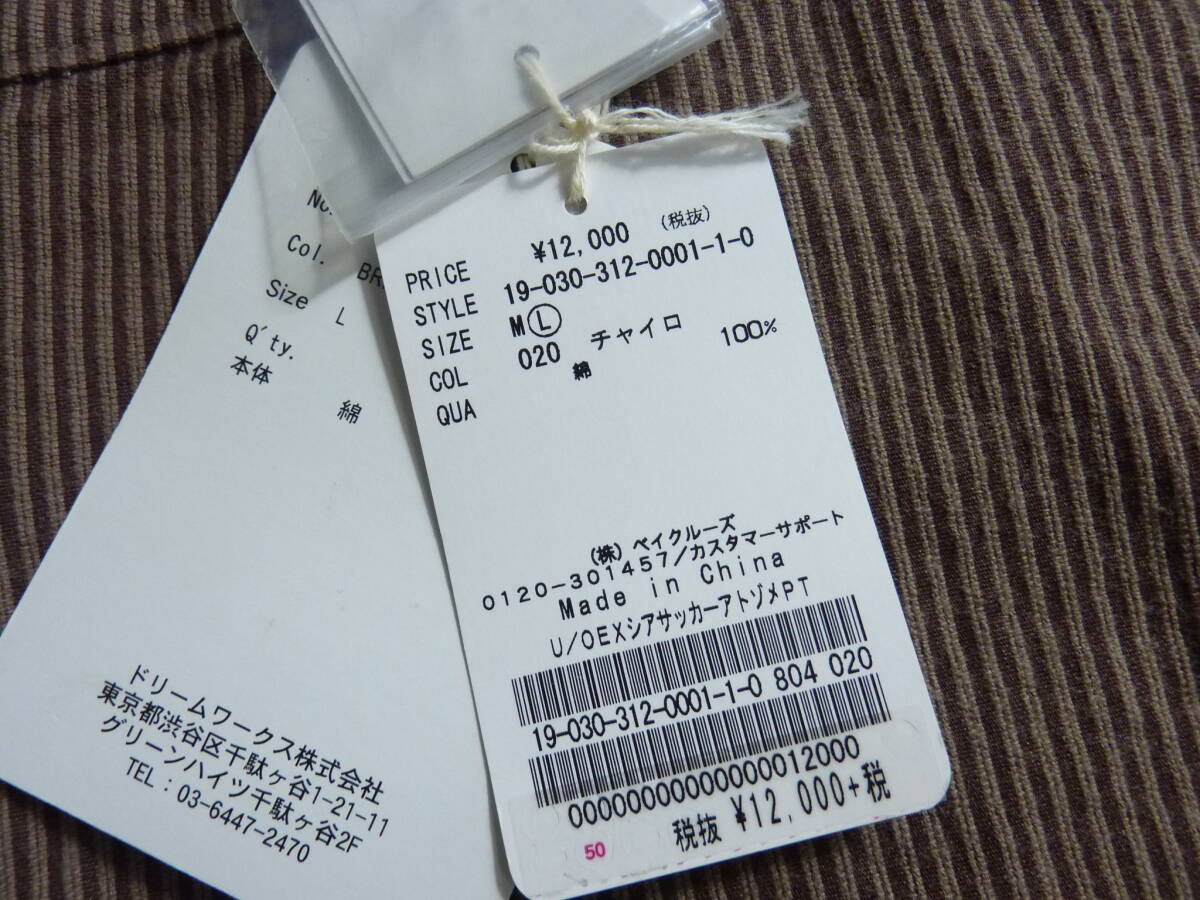 No.
Col.
Size L
Q'ty.
本体
綿
ドリームワークス株式会社
東京都渋谷区千駄ヶ谷1-21-11
グリーンハイツ千駄ヶ谷2F
TEL：03-6447-2470
PRICE ¥12,000 (税抜)
STYLE 19-030-312-0001-1-0
SIZE M Ⓛ
COL 020 チャイロ
QUA 綿 100%
(株)ベイクルーズ
0120-301457/カスタマーサポート
Made in China
U/OEXシアサッカーアトゾメPT
19-030-312-0001-1-0 804 020
0000000000000012000
税抜 ¥12,000+税
50